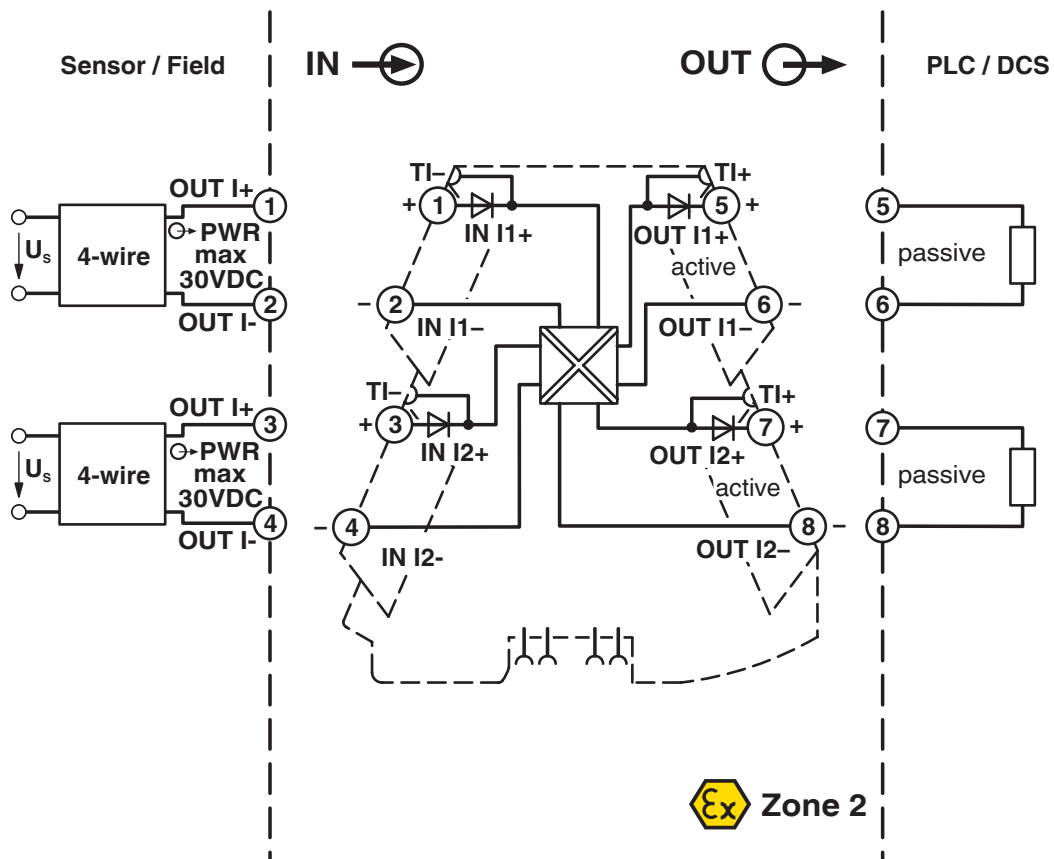 Sensor / Field
IN
OUT
PLC / DCS
TI–
TI+
OUT I+
1
+ 1
5 +
5
IN I1+
OUT I1+
Us
4-wire
PWR
max
30VDC
active
passive
2
– 2
6 –
6
OUT I-
IN I1–
OUT I1–
TI–
TI+
OUT I+
3
+ 3
7 +
7
IN I2+
OUT I2+
Us
4-wire
PWR
max
30VDC
active
passive
4
– 4
8 –
8
OUT I-
IN I2-
OUT I2–
Ex Zone 2